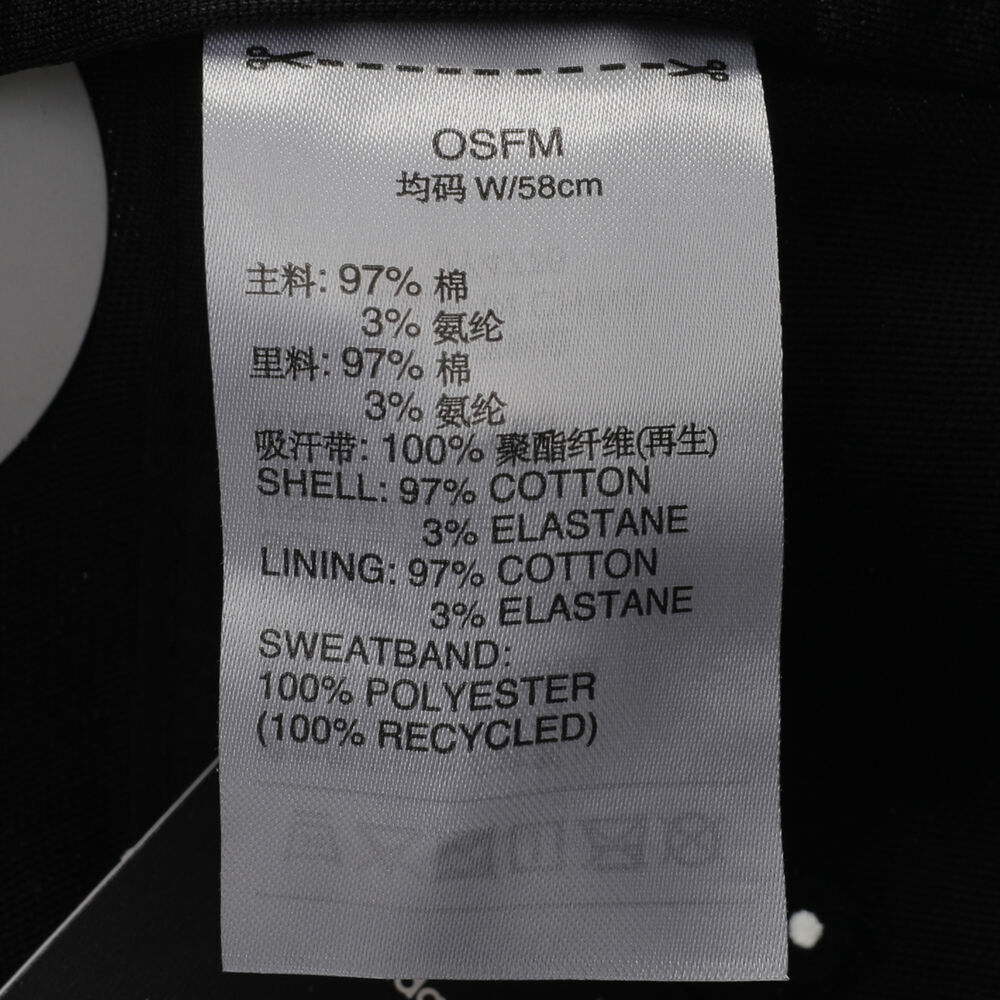 OSFM
均码 W/58cm
主料: 97% 棉
3% 氨纶
里料: 97% 棉
3% 氨纶
吸汗带: 100% 聚酯纤维(再生)
SHELL: 97% COTTON
3% ELASTANE
LINING: 97% COTTON
3% ELASTANE
SWEATBAND:
100% POLYESTER
(100% RECYCLED)